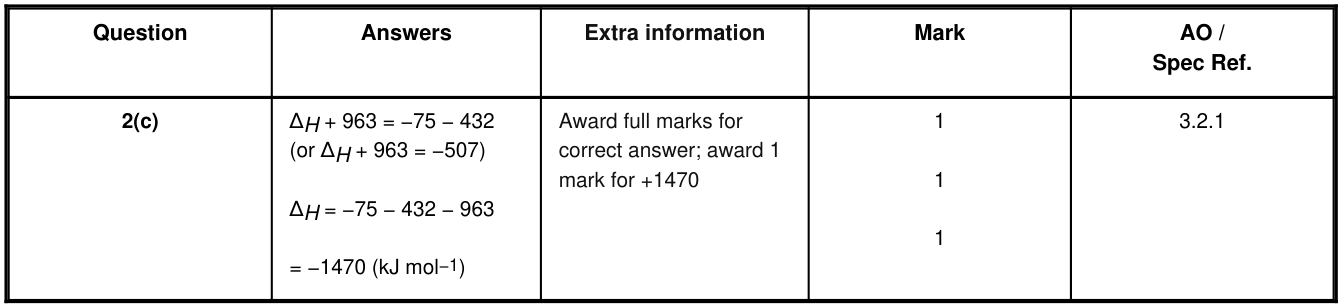 Question Answers Extra information Mark AO /
Spec Ref.
2(c) ΔH + 963 = −75 − 432 Award full marks for 1 3.2.1
(or ΔH + 963 = −507) correct answer; award 1
mark for +1470 1
ΔH = −75 − 432 − 963
1
= −1470 (kJ mol−1)